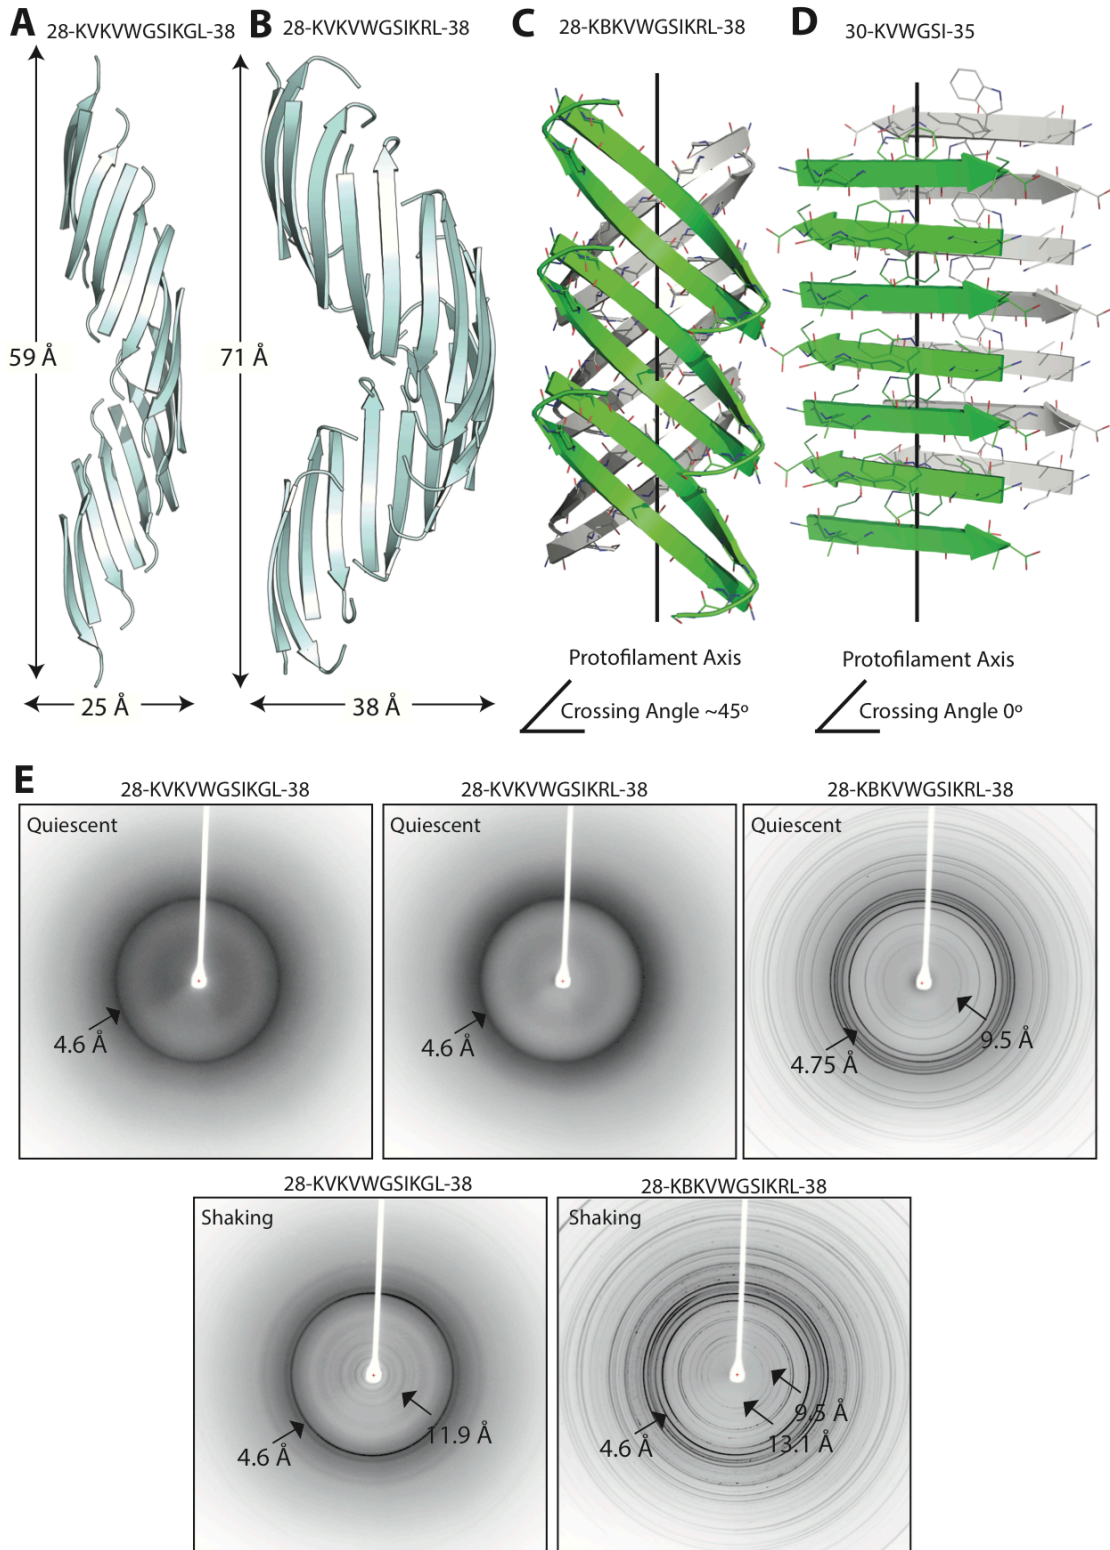 A
28-KVKVWGSIKGL-38
B
28-KVKVWGSIKRL-38
C
28-KBKVWGSIKRL-38
D
30-KVWGSI-35
59 Å
71 Å
25 Å
38 Å
Protofilament Axis
Crossing Angle ~45º
Protofilament Axis
Crossing Angle 0º
E
28-KVKVWGSIKGL-38
28-KVKVWGSIKRL-38
28-KBKVWGSIKRL-38
Quiescent
Quiescent
Quiescent
4.6 Å
4.6 Å
4.75 Å
9.5 Å
28-KVKVWGSIKGL-38
28-KBKVWGSIKRL-38
Shaking
Shaking
4.6 Å
11.9 Å
4.6 Å
9.5 Å
13.1 Å